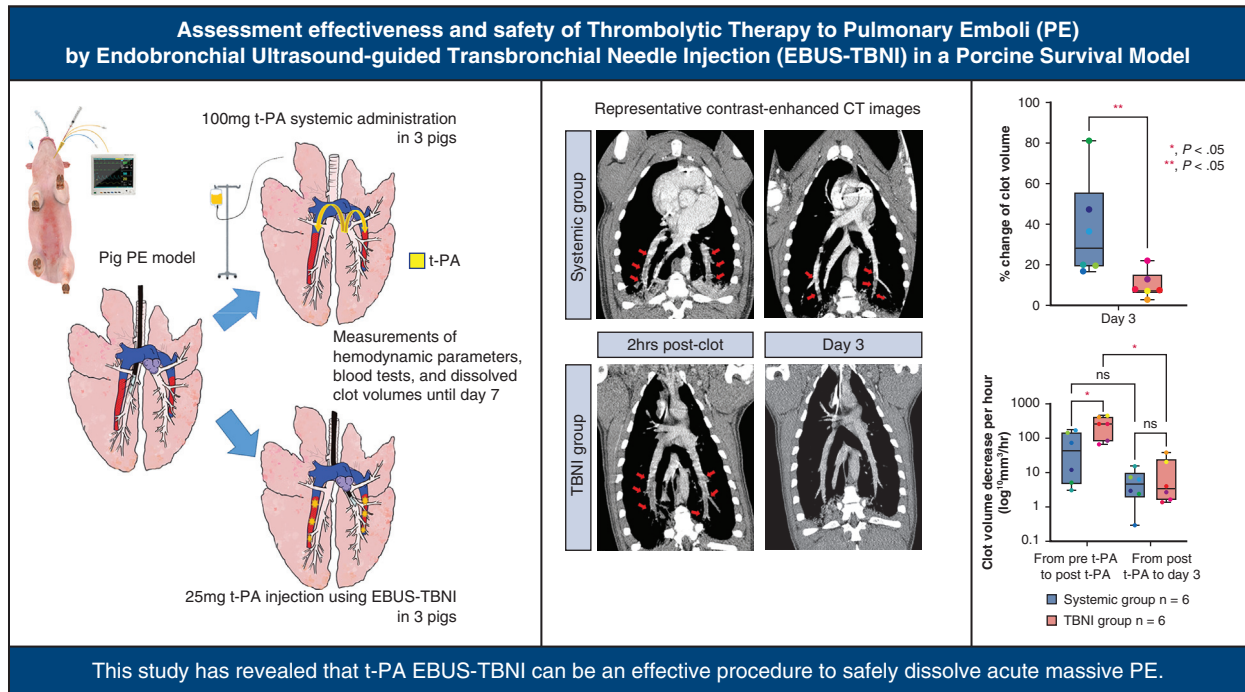 Assessment effectiveness and safety of Thrombolytic Therapy to Pulmonary Emboli (PE)
by Endobronchial Ultrasound-guided Transbronchial Needle Injection (EBUS-TBNI) in a Porcine Survival Model
100mg t-PA systemic administration
in 3 pigs
Pig PE model
t-PA
Measurements of
hemodynamic parameters,
blood tests, and dissolved
clot volumes until day 7
25mg t-PA injection using EBUS-TBNI
in 3 pigs
Representative contrast-enhanced CT images
Systemic group
2hrs post-clot
Day 3
TBNI group
% change of clot volume
100
80
60
40
20
0
**
*, P < .05
**, P < .05
Day 3
Clot volume decrease per hour
(log¹⁰mm³/hr)
1000
100
10
1
0.1
ns
*
*
ns
From pre t-PA
to post t-PA
From post
t-PA to day 3
Systemic group n = 6
TBNI group n = 6
This study has revealed that t-PA EBUS-TBNI can be an effective procedure to safely dissolve acute massive PE.